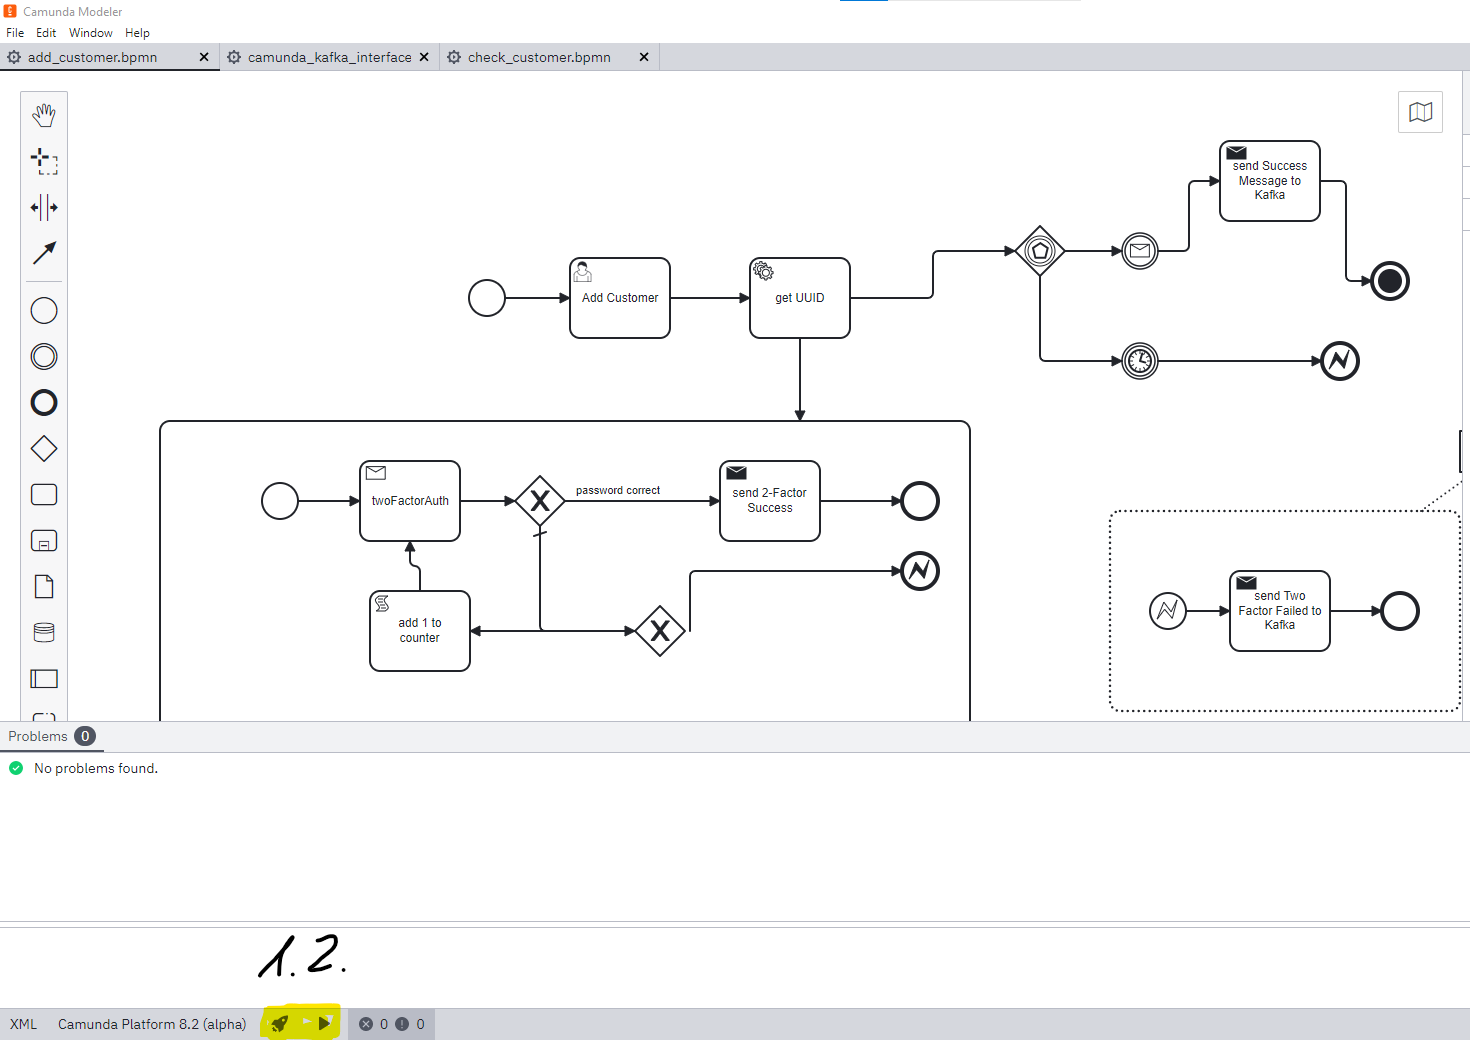 Camunda Modeler
File Edit Window Help
add_customer.bpmn
camunda_kafka_interface
check_customer.bpmn
send Success
Message to
Kafka
Add Customer
get UUID
twoFactorAuth
X
password correct
send 2-Factor
Success
add 1 to
counter
X
send Two
Factor Failed to
Kafka
Problems 0
No problems found.
1. 2.
XML Camunda Platform 8.2 (alpha) 0 0